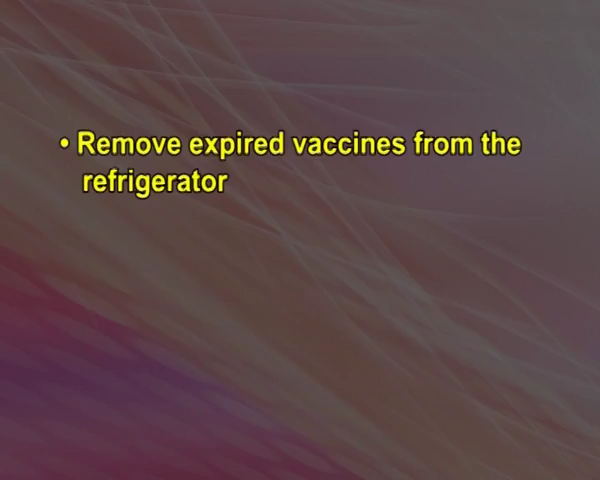 • Remove expired vaccines from the
refrigerator